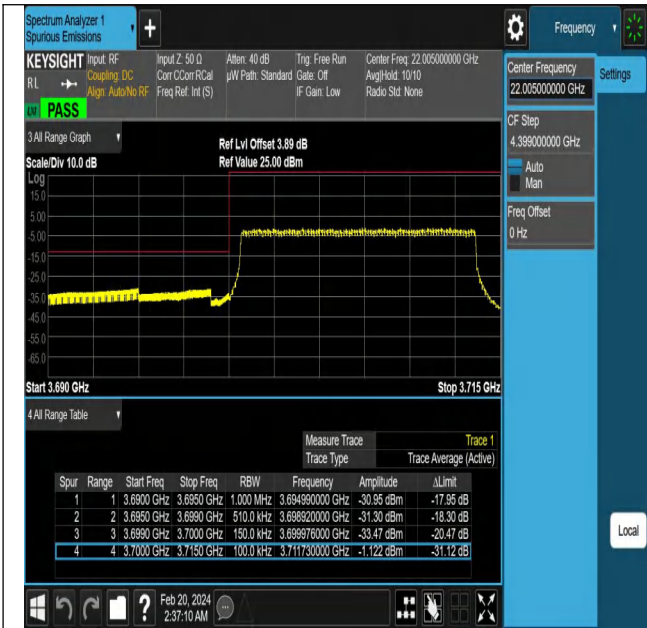 Spectrum Analyzer 1
Spurious Emissions
Frequency
KEYSIGHT Input: RF Input Z: 50 Ω Atten: 40 dB Trig: Free Run Center Freq: 22.005000000 GHz
RL Coupling: DC Corr CCorr RCal µW Path: Standard Gate: Off Avg|Hold: 10/10
Align: Auto/No RF Freq Ref: Int (S) IF Gain: Low Radio Std: None
PASS
Center Frequency
22.005000000 GHz
Settings
CF Step
4.399000000 GHz
Auto
Man
Freq Offset
0 Hz
3 All Range Graph
Ref Lvl Offset 3.89 dB
Scale/Div 10.0 dB Ref Value 25.00 dBm
Log
15.0
5.00
-5.00
-15.0
-25.0
-35.0
-45.0
-55.0
-65.0
Start 3.690 GHz Stop 3.715 GHz
4 All Range Table
Measure Trace Trace 1
Trace Type Trace Average (Active)
Spur Range Start Freq Stop Freq RBW Frequency Amplitude ΔLimit
1 1 3.6900 GHz 3.6950 GHz 1.000 MHz 3.694990000 GHz -30.95 dBm -17.95 dB
2 2 3.6950 GHz 3.6990 GHz 510.0 kHz 3.698920000 GHz -31.30 dBm -18.30 dB
3 3 3.6990 GHz 3.7000 GHz 150.0 kHz 3.699976000 GHz -33.47 dBm -20.47 dB
4 4 3.7000 GHz 3.7150 GHz 100.0 kHz 3.711730000 GHz -1.122 dBm -31.12 dB
Local
Feb 20, 2024
2:37:10 AM